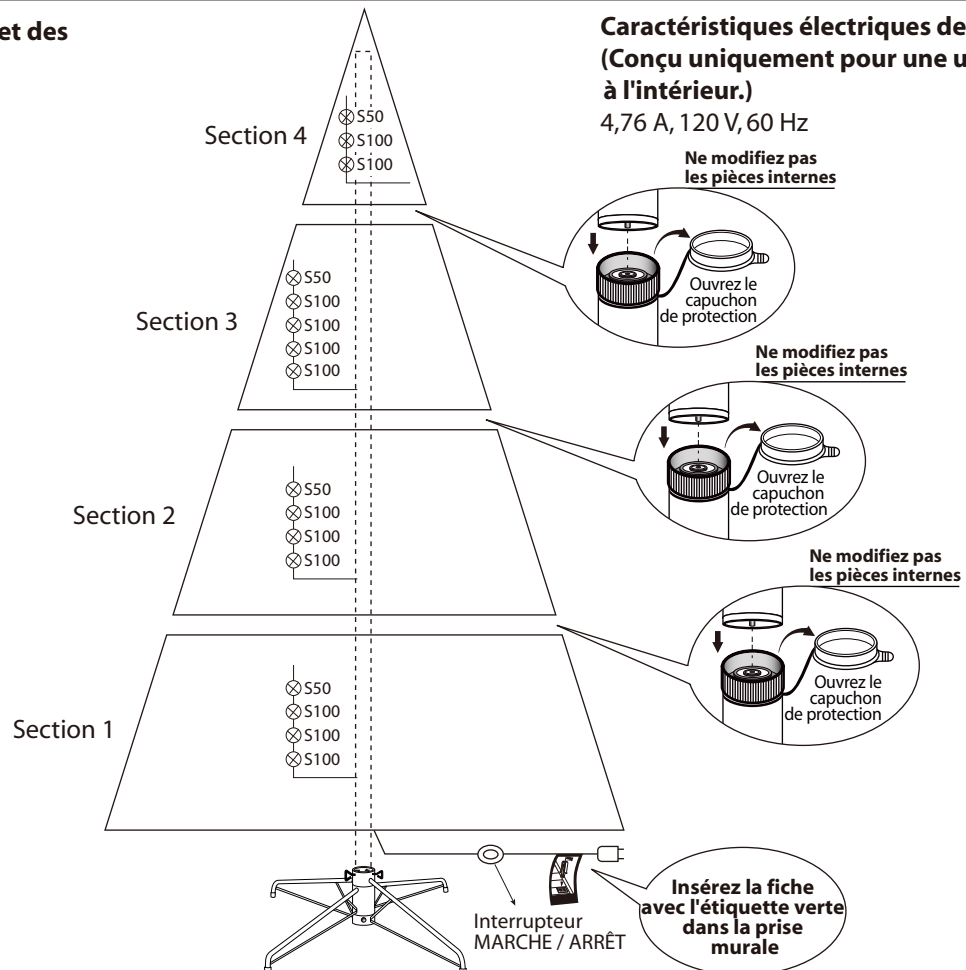 et des
Caractéristiques électriques de
(Conçu uniquement pour une u
à l'intérieur.)
4,76 A, 120 V, 60 Hz
Section 4
S50
S100
S100
Ne modifiez pas
les pièces internes
Ouvrez le
capuchon
de protection
Section 3
S50
S100
S100
S100
S100
Ne modifiez pas
les pièces internes
Ouvrez le
capuchon
de protection
Section 2
S50
S100
S100
S100
Ne modifiez pas
les pièces internes
Ouvrez le
capuchon
de protection
Section 1
S50
S100
S100
S100
Interrupteur
MARCHE / ARRÊT
Insérez la fiche
avec l'étiquette verte
dans la prise
murale